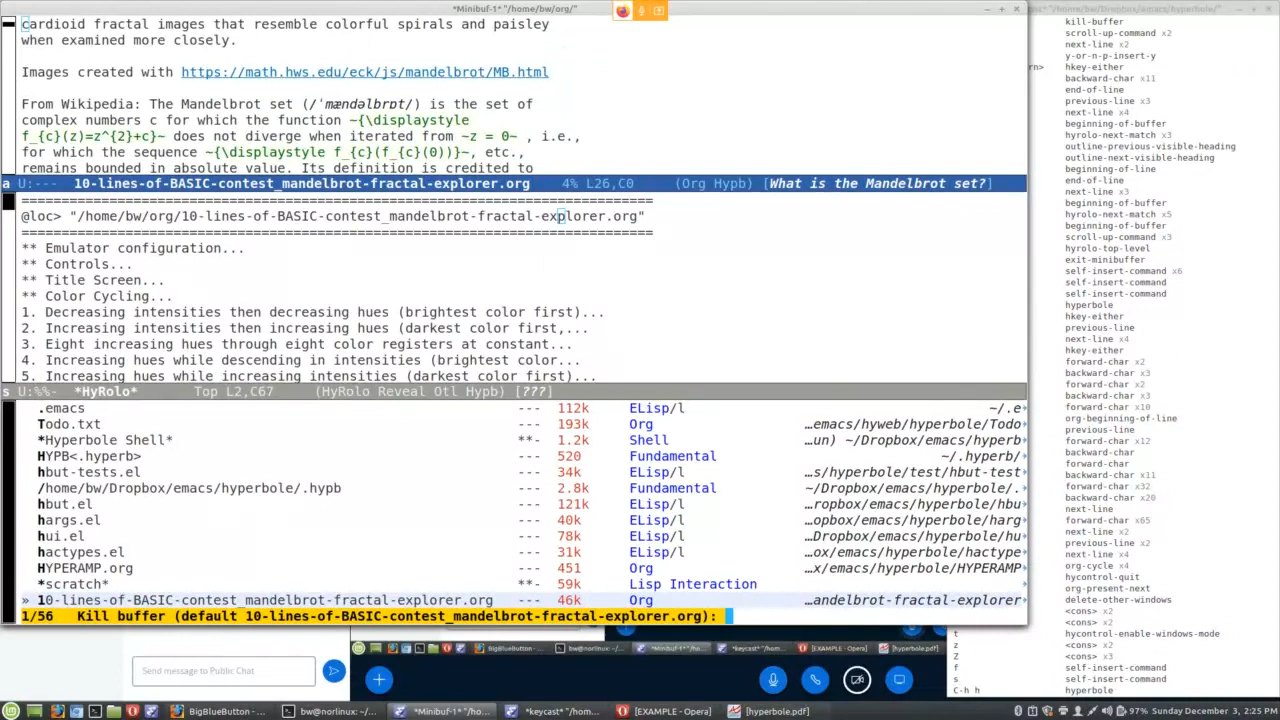 *Minibuf-1* "/home/bw/org/"
cardioid fractal images that resemble colorful spirals and paisley
when examined more closely.
Images created with https://math.hws.edu/eck/js/mandelbrot/MB.html
From Wikipedia: The Mandelbrot set (/ˈmændəlbrɒt/) is the set of
complex numbers c for which the function ~{\displaystyle
f_{c}(z)=z^{2}+c}~ does not diverge when iterated from ~z = 0~ , i.e.,
for which the sequence ~{\displaystyle f_{c}(f_{c}(0))}~, etc.,
remains bounded in absolute value. Its definition is credited to
a U:--- 10-lines-of-BASIC-contest_mandelbrot-fractal-explorer.org 4% L26,C0 (Org Hypb) [What is the Mandelbrot set?]
================================================================================
@loc> "/home/bw/org/10-lines-of-BASIC-contest_mandelbrot-fractal-explorer.org"
================================================================================
** Emulator configuration...
** Controls...
** Title Screen...
** Color Cycling...
1. Decreasing intensities then decreasing hues (brightest color first)...
2. Increasing intensities then increasing hues (darkest color first,...
3. Eight increasing hues through eight color registers at constant...
4. Increasing hues while descending in intensities (brightest color...
5. Increasing hues while increasing intensities (darkest color first)...
s U:%%- *HyRolo* Top L2,C67 (HyRolo Reveal Otl Hypb) [???]
.emacs --- 112k ELisp/l ~/.e
Todo.txt --- 193k Org …emacs/hyweb/hyperbole/Todo
*Hyperbole Shell* **- 1.2k Shell …un) ~/Dropbox/emacs/hyperb
HYPB<.hyperb> --- 520 Fundamental ~/.hyperb/
hbut-tests.el --- 34k ELisp/l …s/hyperbole/test/hbut-test
/home/bw/Dropbox/emacs/hyperbole/.hypb --- 2.8k Fundamental ~/Dropbox/emacs/hyperbole/.
hbut.el --- 121k ELisp/l …ropbox/emacs/hyperbole/hbu
hargs.el --- 40k ELisp/l …opbox/emacs/hyperbole/harg
hui.el --- 78k ELisp/l …Dropbox/emacs/hyperbole/hu
hactypes.el --- 31k ELisp/l …ox/emacs/hyperbole/hactype
HYPERAMP.org --- 451 Org …x/emacs/hyperbole/HYPERAMP
*scratch* **- 59k Lisp Interaction
» 10-lines-of-BASIC-contest_mandelbrot-fractal-explorer.org --- 46k Org …andelbrot-fractal-explorer
1/56 Kill buffer (default 10-lines-of-BASIC-contest_mandelbrot-fractal-explorer.org):
kill-buffer
scroll-up-command x2
next-line x2
y-or-n-p-insert-y
rn> hkey-either
backward-char x11
end-of-line
previous-line x3
next-line x4
beginning-of-buffer
hyrolo-next-match x3
outline-previous-visible-heading
outline-next-visible-heading
beginning-of-line
end-of-line
next-line x3
beginning-of-buffer
hyrolo-next-match x5
beginning-of-buffer
scroll-up-command x3
hyrolo-top-level
exit-minibuffer
self-insert-command x6
self-insert-command
self-insert-command
hyperbole
hkey-either
previous-line
next-line x4
hkey-either
forward-char x2
backward-char x3
forward-char x2
backward-char x3
forward-char x10
org-beginning-of-line
previous-line
forward-char x12
backward-char
forward-char
backward-char x11
forward-char x32
backward-char x20
next-line
forward-char x65
next-line x2
previous-line x2
next-line x4
org-cycle x4
hycontrol-quit
org-present-next
delete-other-windows
<cons> x2
<cons> x2
t hycontrol-enable-windows-mode
z <cons> x3
Z <cons> x2
f self-insert-command
s self-insert-command
C-h h hyperbole
BigBlueButton -... bw@norlinux: ~/... *Minibuf-1* "/hom... *keycast* "/hom... [EXAMPLE - Opera] [hyperbole.pdf]
Send message to Public Chat
BigBlueButton - ... bw@norlinux: ~/... *Minibuf-1* "/ho... *keycast* "/hom... [EXAMPLE - Opera] [hyperbole.pdf] 97% Sunday December 3, 2:25 PM